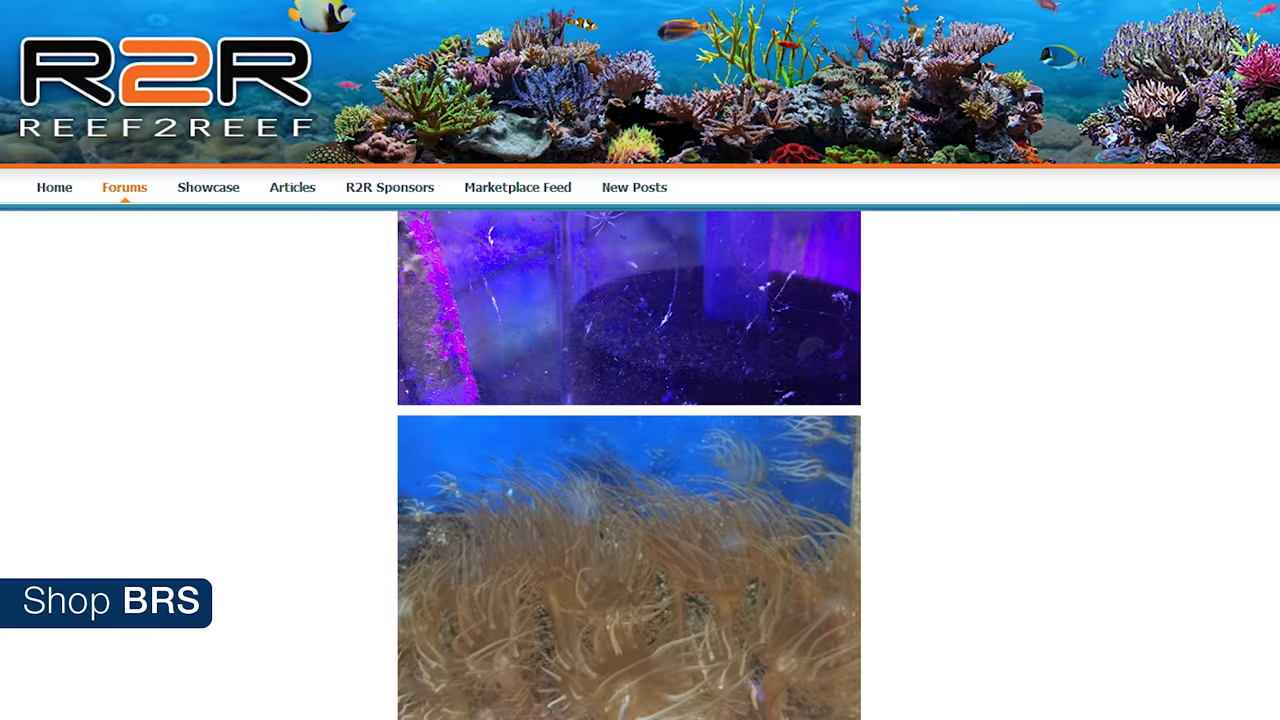 R2R
REEF2REEF
Home Forums Showcase Articles R2R Sponsors Marketplace Feed New Posts
Shop BRS